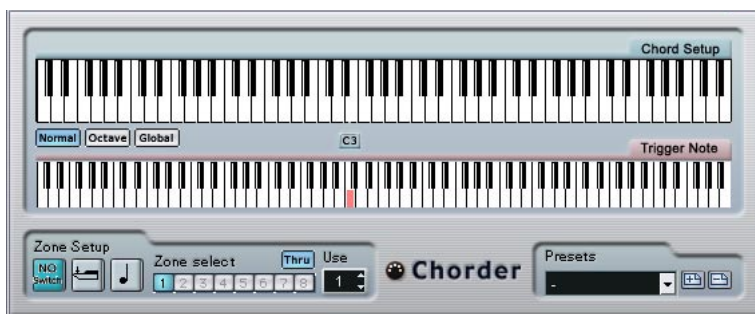 Chord Setup
Normal Octave Global C3
Trigger Note
Zone Setup
NO Switch
Zone select Thru Use
1 2 3 4 5 6 7 8 1
Chorder
Presets
-